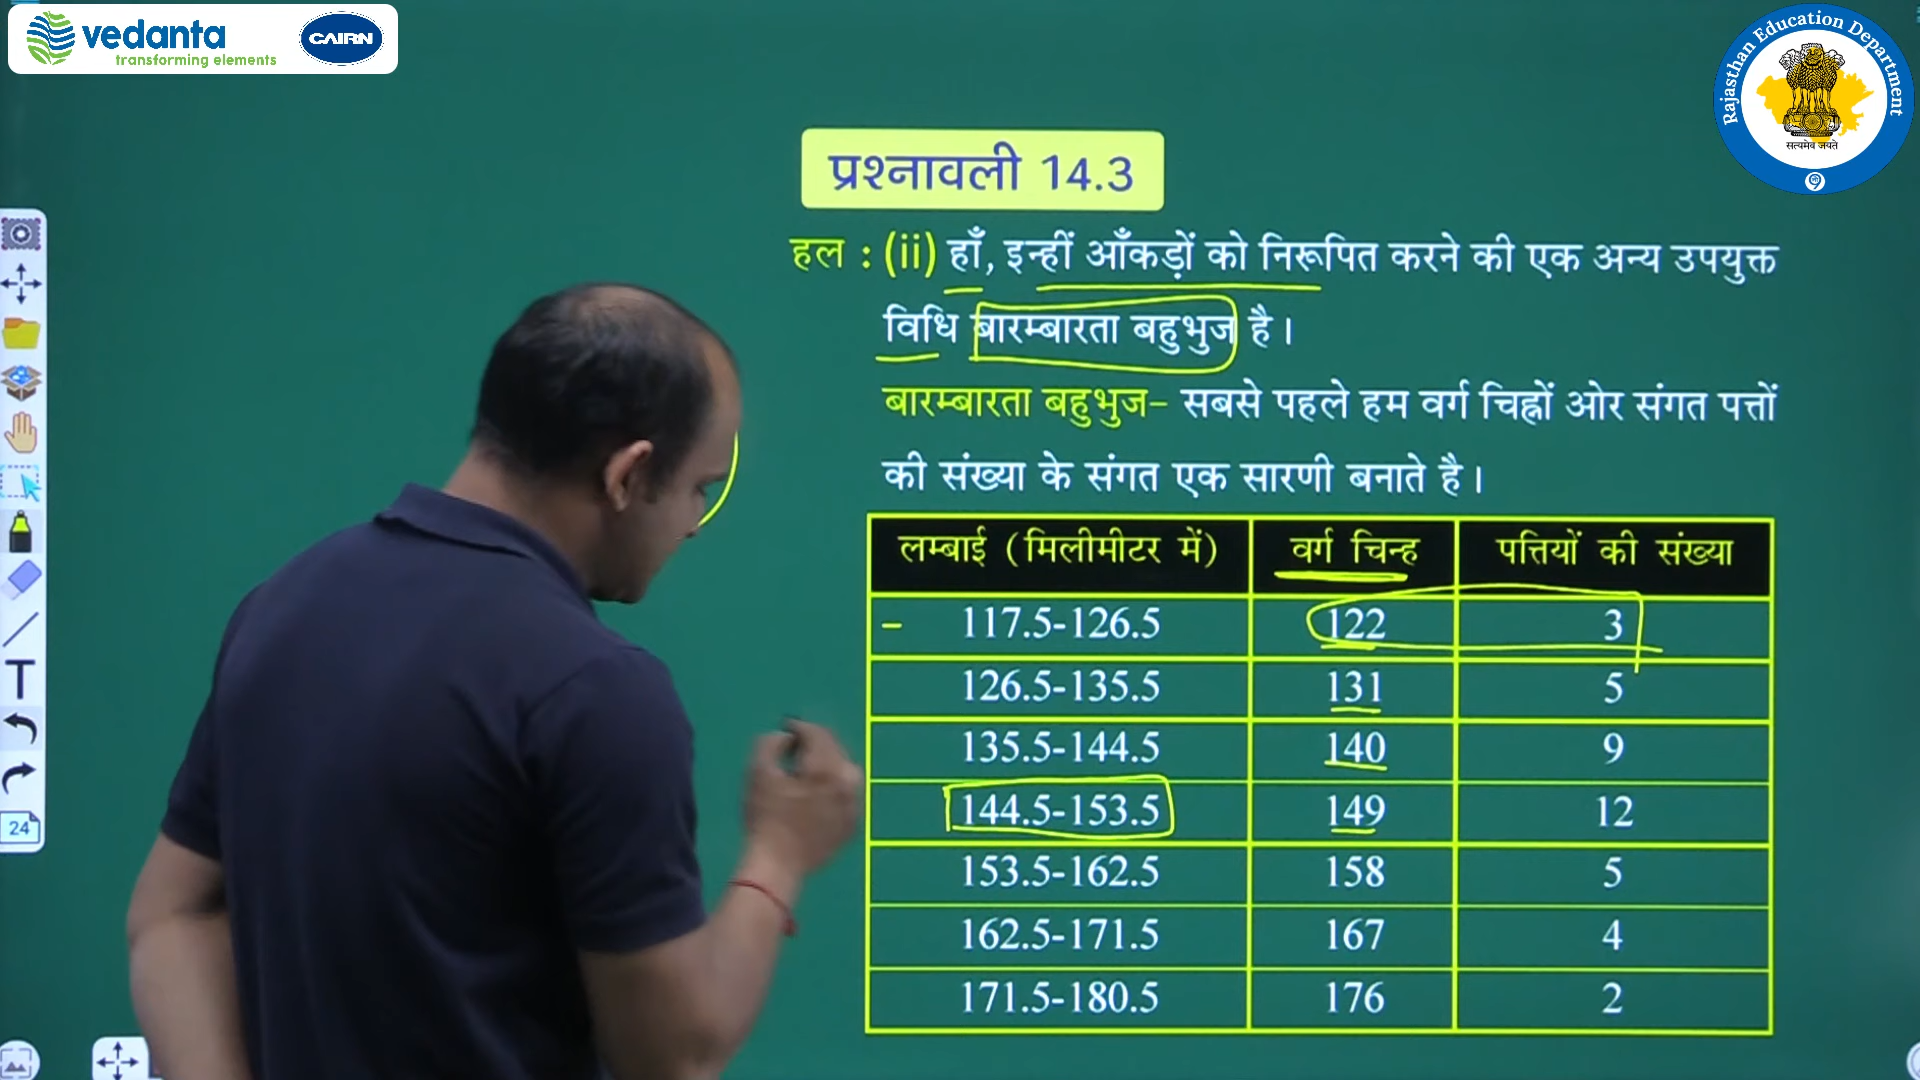 vedanta
transforming elements
CAIRN
Rajasthan Education Department
सत्यमेव जयते
प्रश्नावली 14.3
हल : (ii) हाँ, इन्हीं आँकड़ों को निरूपित करने की एक अन्य उपयुक्त
विधि बारम्बारता बहुभुज है।
बारम्बारता बहुभुज– सबसे पहले हम वर्ग चिह्नों ओर संगत पत्तों
की संख्या के संगत एक सारणी बनाते है।
लम्बाई (मिलीमीटर में) वर्ग चिन्ह पत्तियों की संख्या
117.5-126.5 122 3
126.5-135.5 131 5
135.5-144.5 140 9
144.5-153.5 149 12
153.5-162.5 158 5
162.5-171.5 167 4
171.5-180.5 176 2
T
24